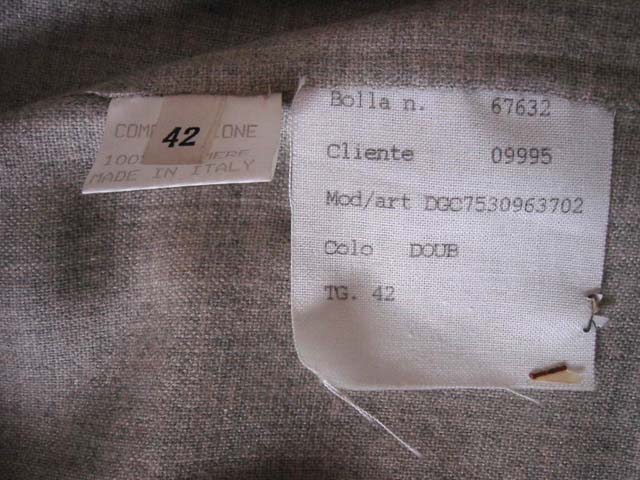 42
MADE IN ITALY
Bolla n. 67632
Cliente 09995
Mod/art DGC7530963702
Colo DOUB
TG. 42